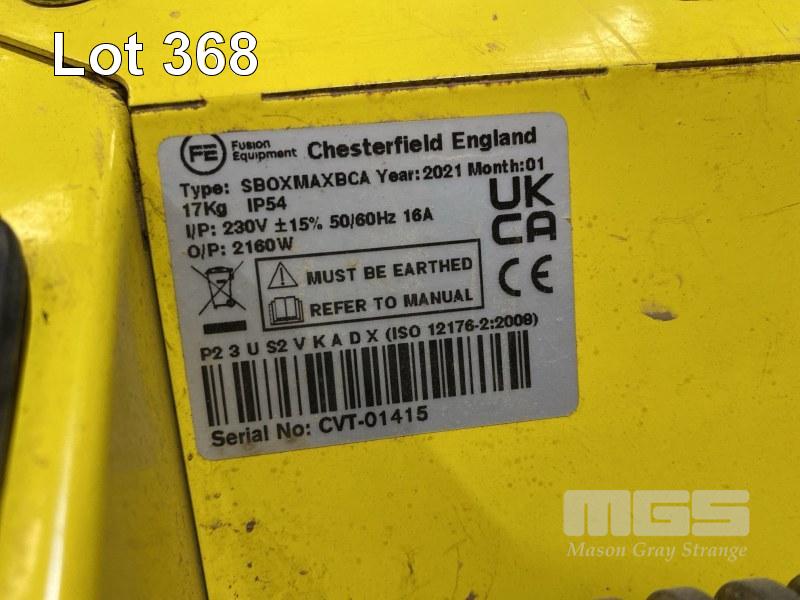 Lot 368
FE Fusion Equipment Chesterfield England
Type: SBOXMAXBCA Year: 2021 Month:01
17Kg IP54
I/P: 230V ±15% 50/60Hz 16A
O/P: 2160W
UK
CA
CE
MUST BE EARTHED
REFER TO MANUAL
P2 3 U S2 V K A D X (ISO 12176-2:2008)
Serial No: CVT-01415
MGS
Mason Gray Strange